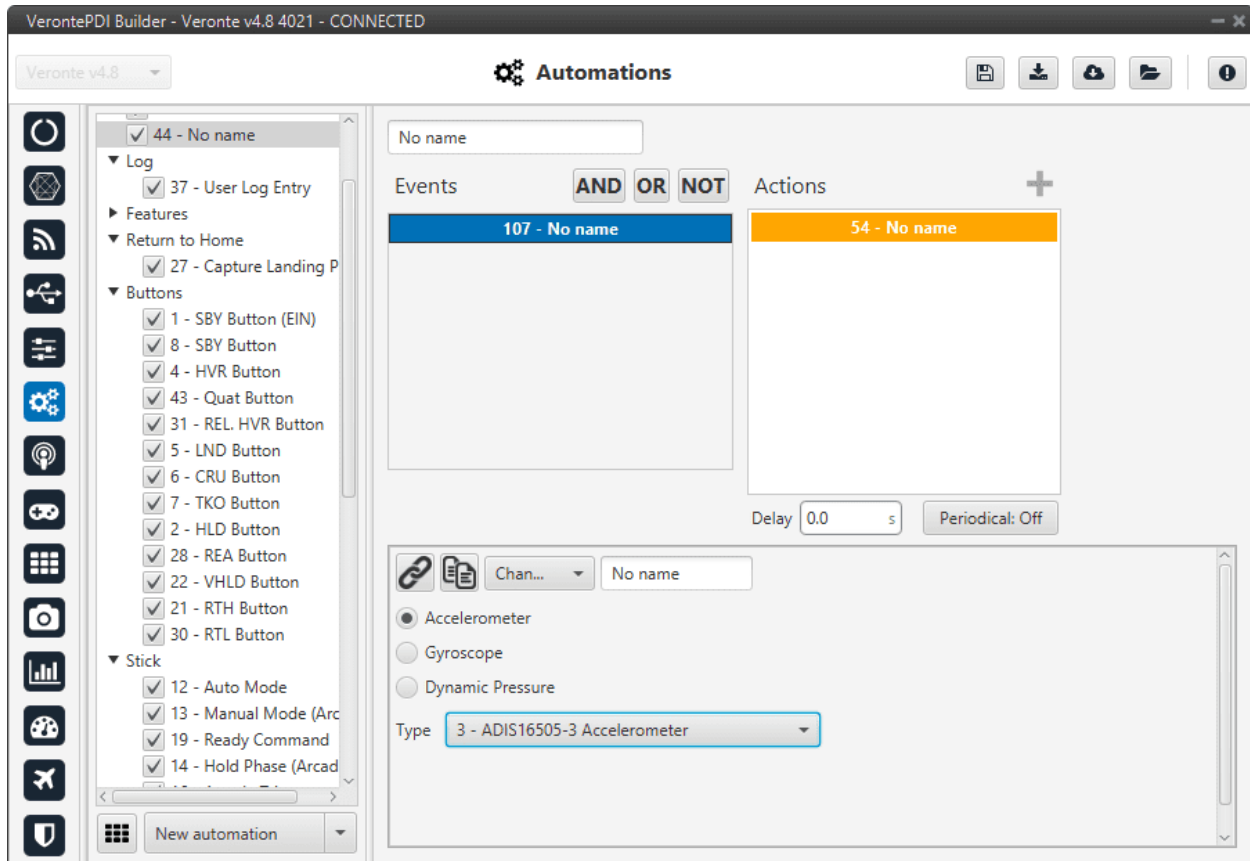 VerontePDI Builder - Veronte v4.8 4021 - CONNECTED
Veronte v4.8
Automations
44 - No name
Log
37 - User Log Entry
Features
Return to Home
27 - Capture Landing P
Buttons
1 - SBY Button (EIN)
8 - SBY Button
4 - HVR Button
43 - Quat Button
31 - REL. HVR Button
5 - LND Button
6 - CRU Button
7 - TKO Button
2 - HLD Button
28 - REA Button
22 - VHLD Button
21 - RTH Button
30 - RTL Button
Stick
12 - Auto Mode
13 - Manual Mode (Arc
19 - Ready Command
14 - Hold Phase (Arcad
New automation
No name
Events AND OR NOT
107 - No name
Actions
54 - No name
Delay 0.0 s Periodical: Off
Chan... No name
Accelerometer
Gyroscope
Dynamic Pressure
Type 3 - ADIS16505-3 Accelerometer